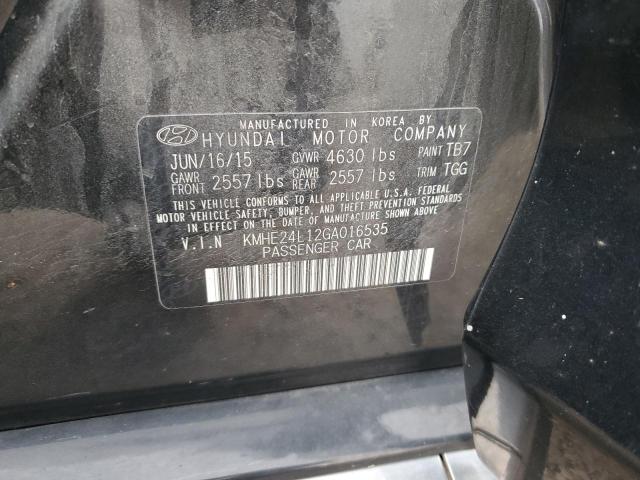 MANUFACTURED IN KOREA BY
HYUNDAI MOTOR COMPANY
JUN/16/15 GVWR 4630 lbs PAINT TB7
GAWR FRONT 2557 lbs GAWR REAR 2557 lbs TRIM TGG
THIS VEHICLE CONFORMS TO ALL APPLICABLE U.S.A. FEDERAL
MOTOR VEHICLE SAFETY, BUMPER, AND THEFT PREVENTION STANDARDS
IN EFFECT ON THE DATE OF MANUFACTURE SHOWN ABOVE.
V.I.N KMHE24L12GA016535
PASSENGER CAR